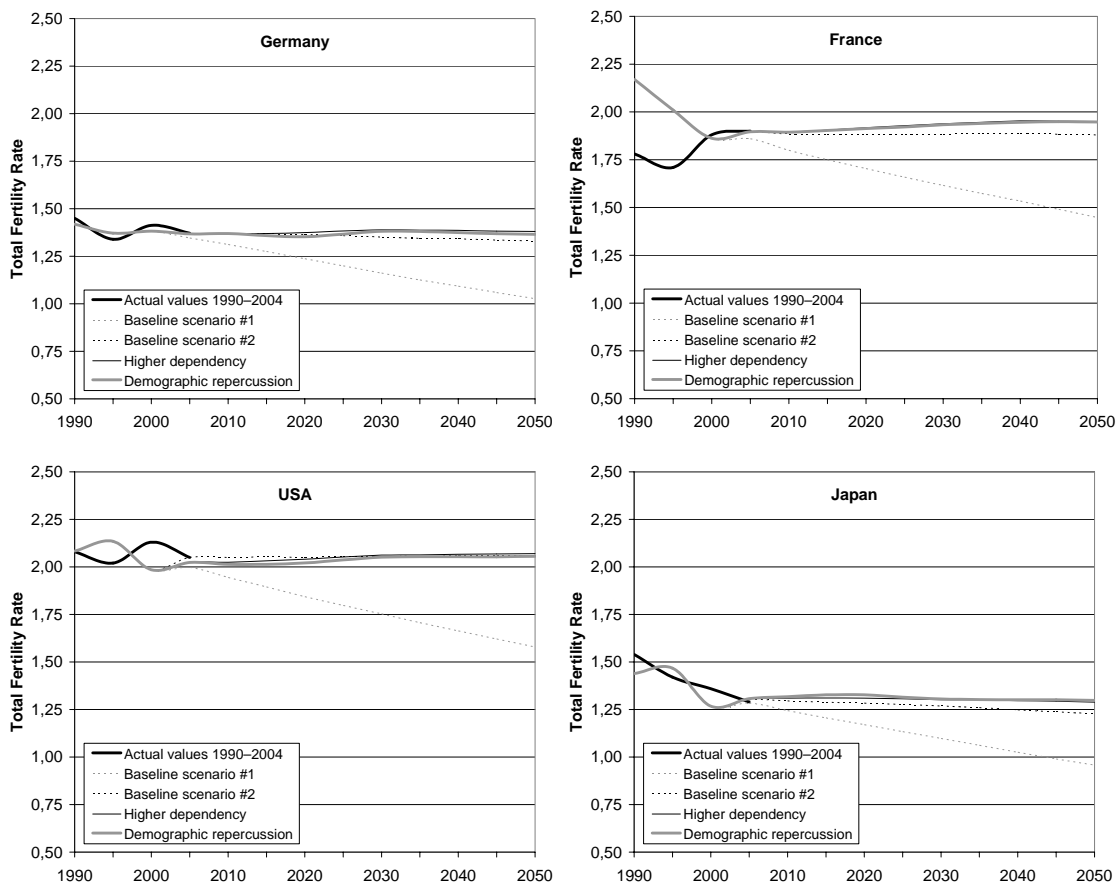 Germany
Total Fertility Rate
2,50
2,25
2,00
1,75
1,50
1,25
1,00
0,75
0,50
Actual values 1990–2004
Baseline scenario #1
Baseline scenario #2
Higher dependency
Demographic repercussion
1990 2000 2010 2020 2030 2040 2050
France
Total Fertility Rate
2,50
2,25
2,00
1,75
1,50
1,25
1,00
0,75
0,50
Actual values 1990–2004
Baseline scenario #1
Baseline scenario #2
Higher dependency
Demographic repercussion
1990 2000 2010 2020 2030 2040 2050
USA
Total Fertility Rate
2,50
2,25
2,00
1,75
1,50
1,25
1,00
0,75
0,50
Actual values 1990–2004
Baseline scenario #1
Baseline scenario #2
Higher dependency
Demographic repercussion
1990 2000 2010 2020 2030 2040 2050
Japan
Total Fertility Rate
2,50
2,25
2,00
1,75
1,50
1,25
1,00
0,75
0,50
Actual values 1990–2004
Baseline scenario #1
Baseline scenario #2
Higher dependency
Demographic repercussion
1990 2000 2010 2020 2030 2040 2050